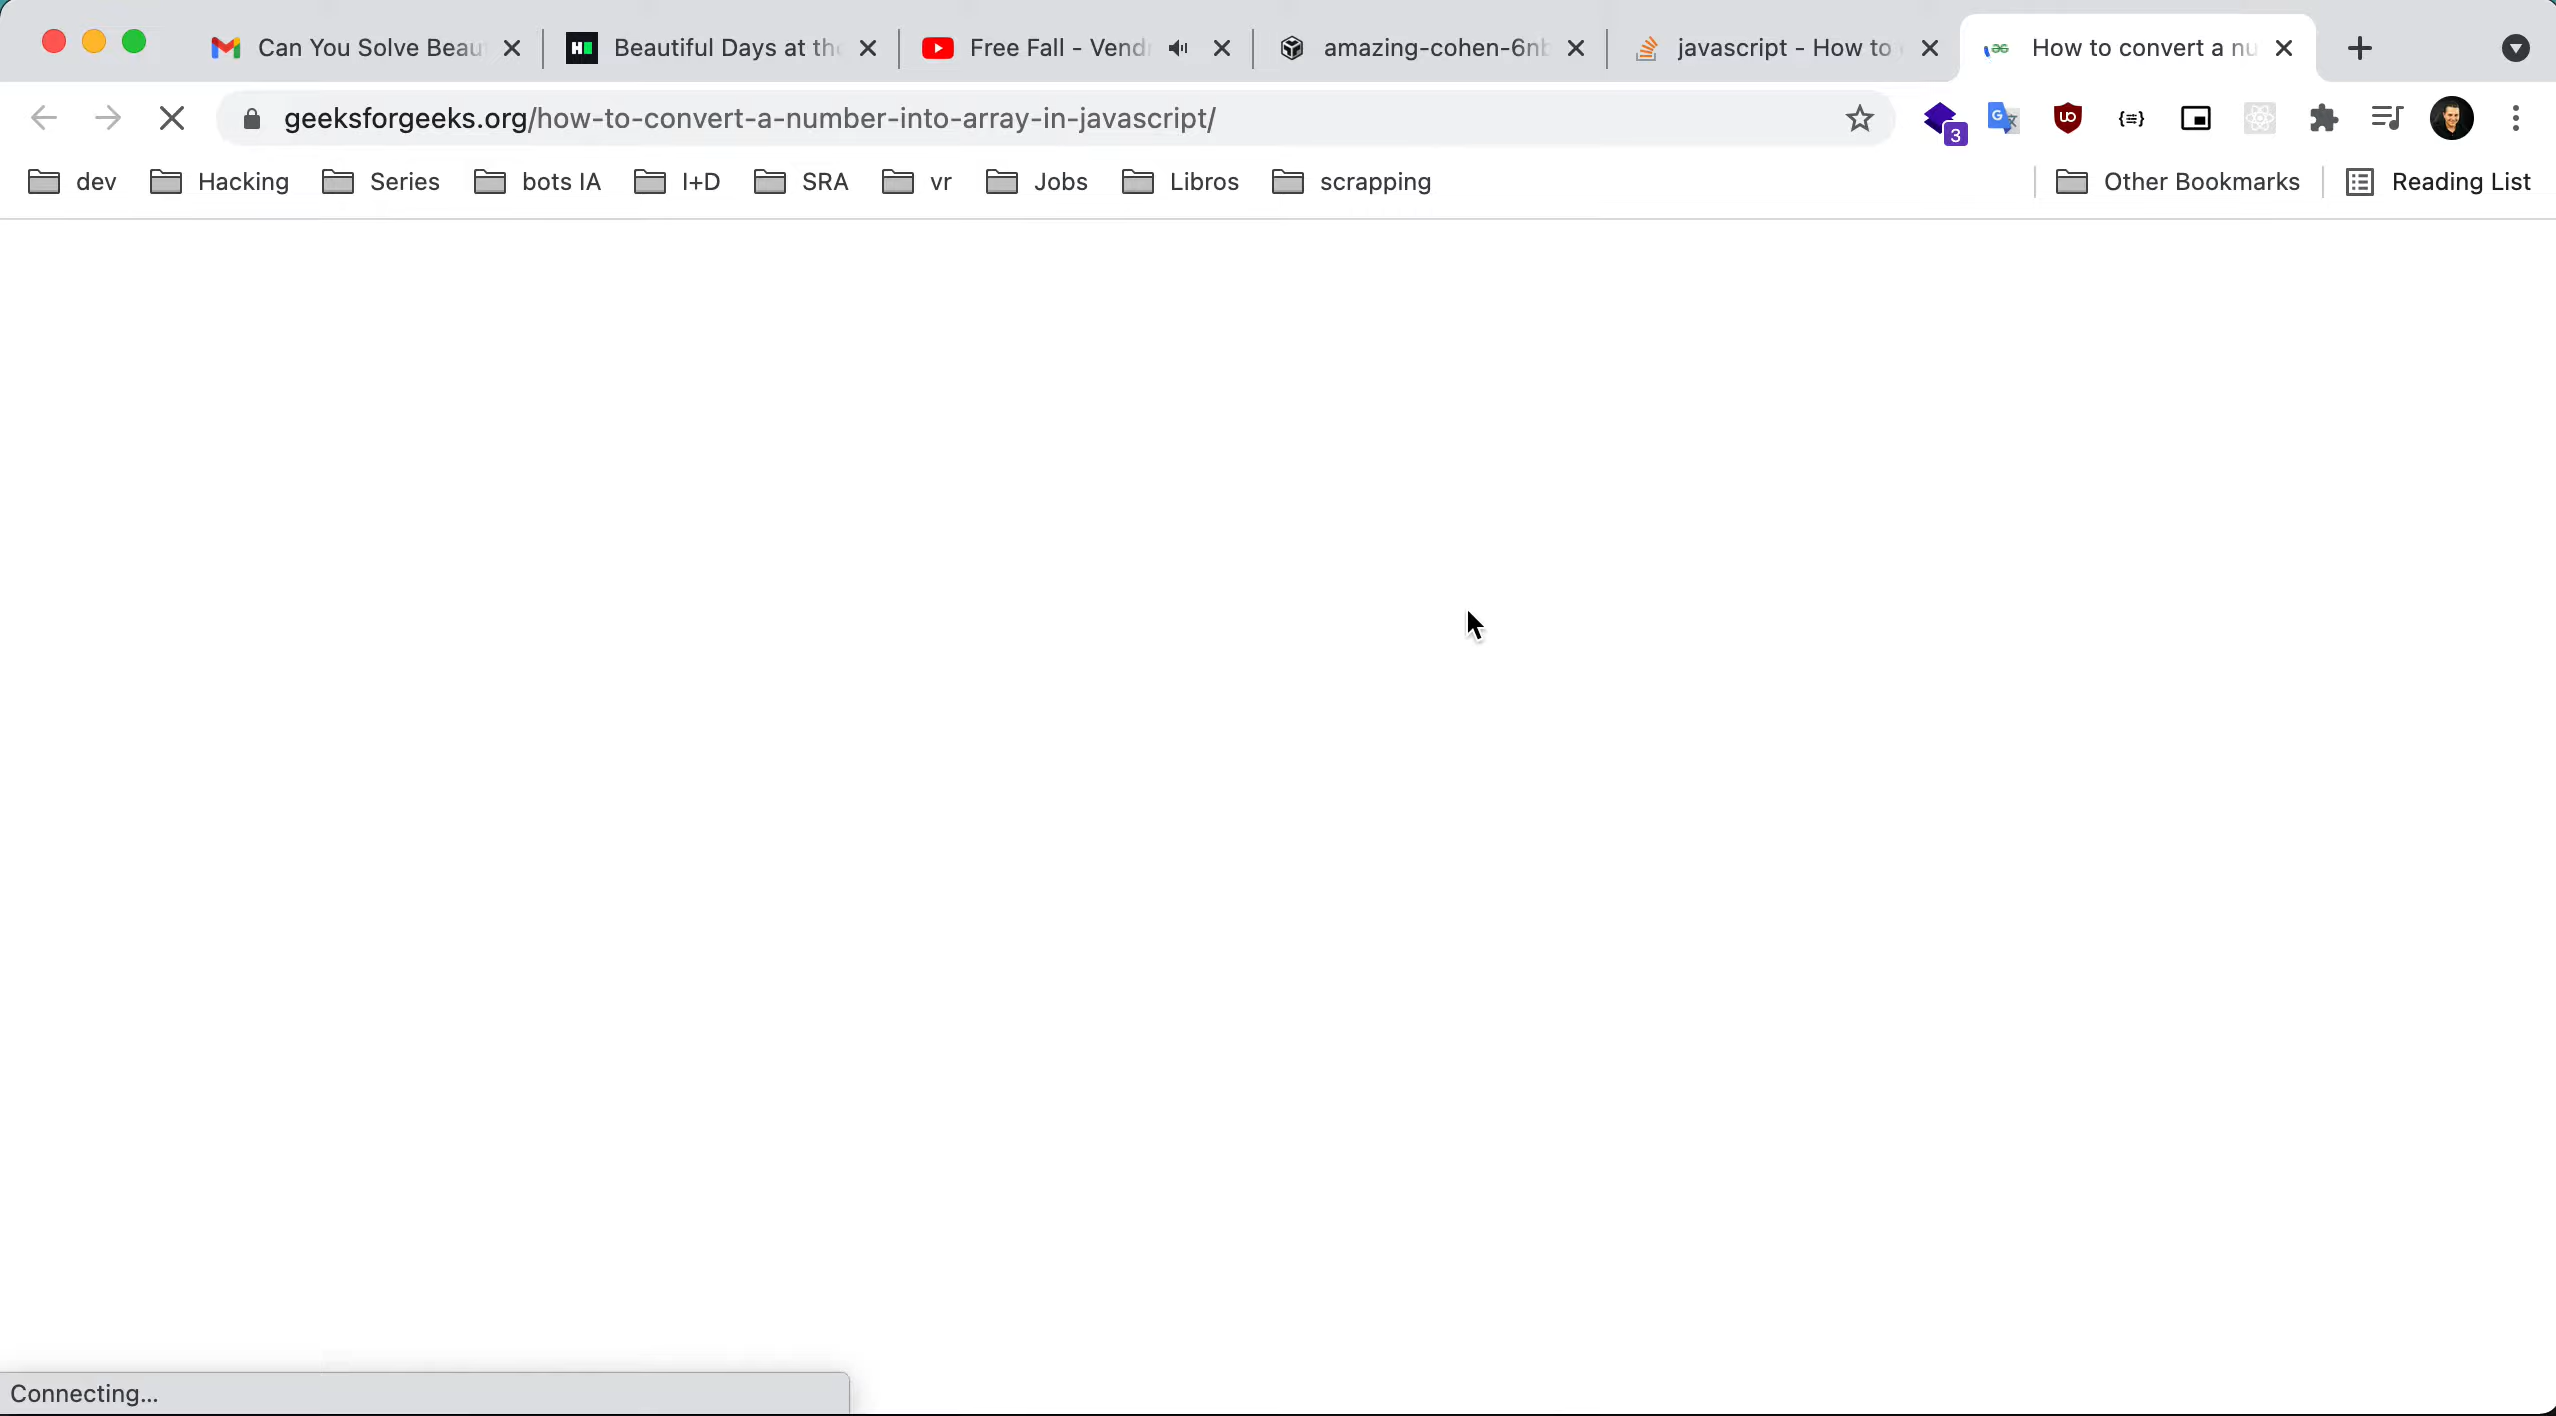 Can You Solve Beau
Beautiful Days at th
Free Fall - Vend
amazing-cohen-6nb
javascript - How to
How to convert a nu
geeksforgeeks.org/how-to-convert-a-number-into-array-in-javascript/
3
dev
Hacking
Series
bots IA
I+D
SRA
vr
Jobs
Libros
scrapping
Other Bookmarks
Reading List
Connecting...